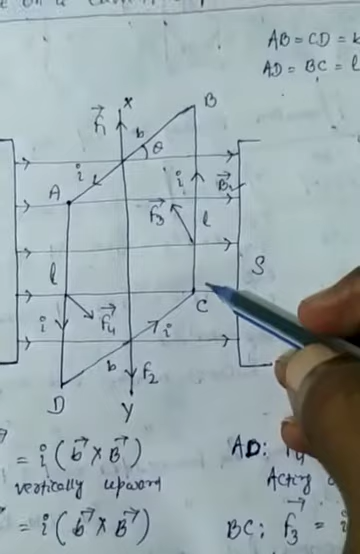 AB = CD = b
AD = BC = l
X
B
F₁
b
θ
i
i
B
A
F₃
l
l
S
F₄
i
C
i
b
F₂
D
Y
= i (b × B)
AD:
vertically upward
Acting
= i (b × B)
BC; F₃ = i